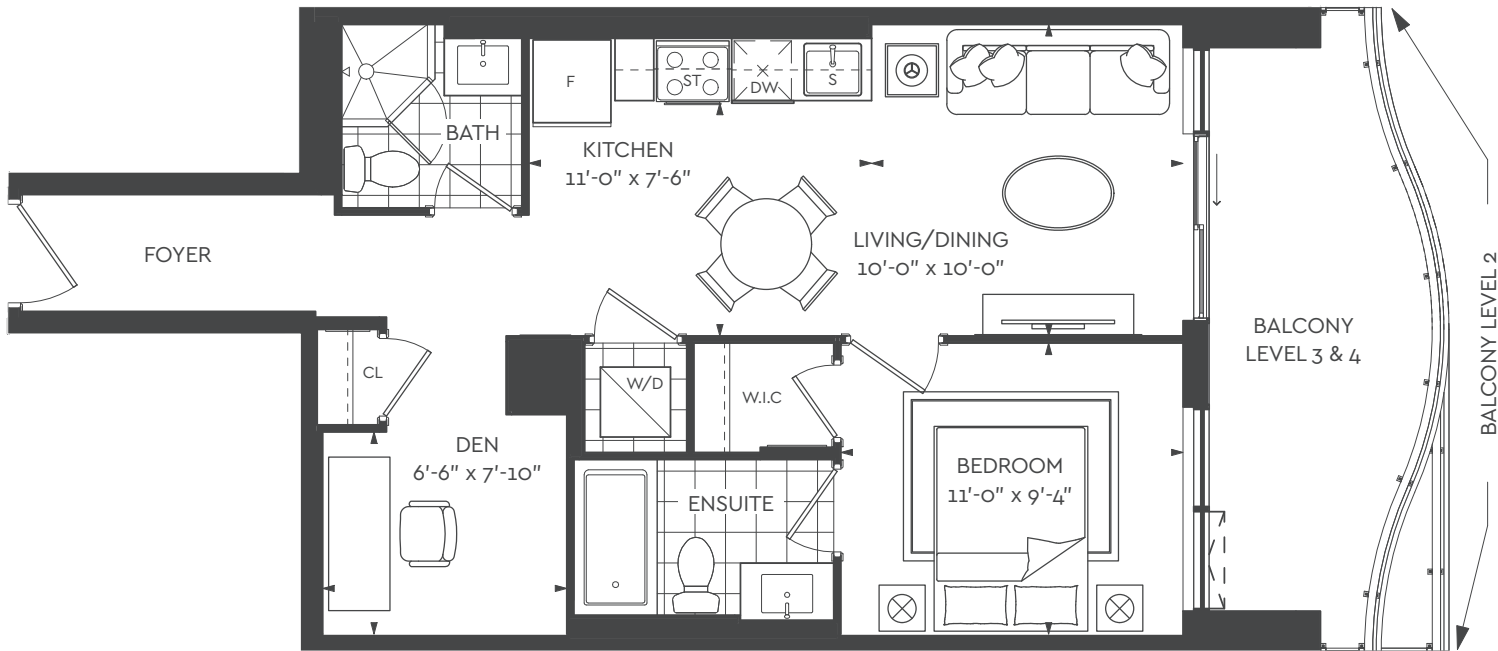 F
ST
DW
S
BATH
KITCHEN
11'-0" x 7'-6"
FOYER
LIVING/DINING
10'-0" x 10'-0"
BALCONY
LEVEL 3 & 4
BALCONY LEVEL 2
CL
W/D
W.I.C
DEN
6'-6" x 7'-10"
ENSUITE
BEDROOM
11'-0" x 9'-4"